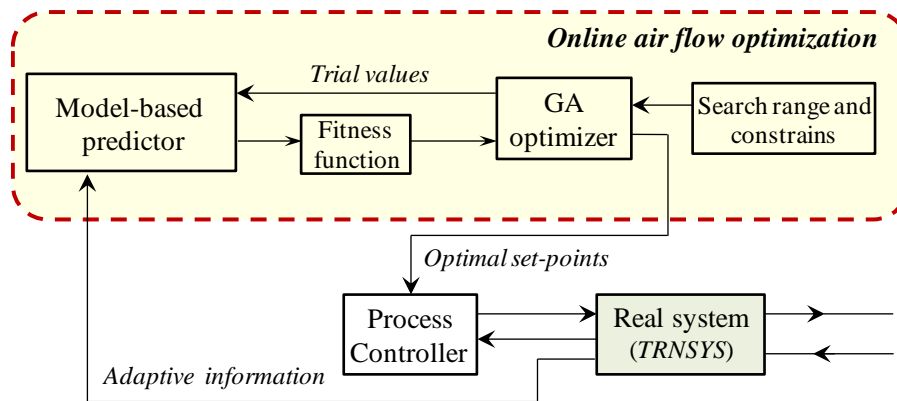 Online air flow optimization
Trial values
Model-based
predictor
Fitness
function
GA
optimizer
Search range and
constrains
Optimal set-points
Process
Controller
Real system
(TRNSYS)
Adaptive information